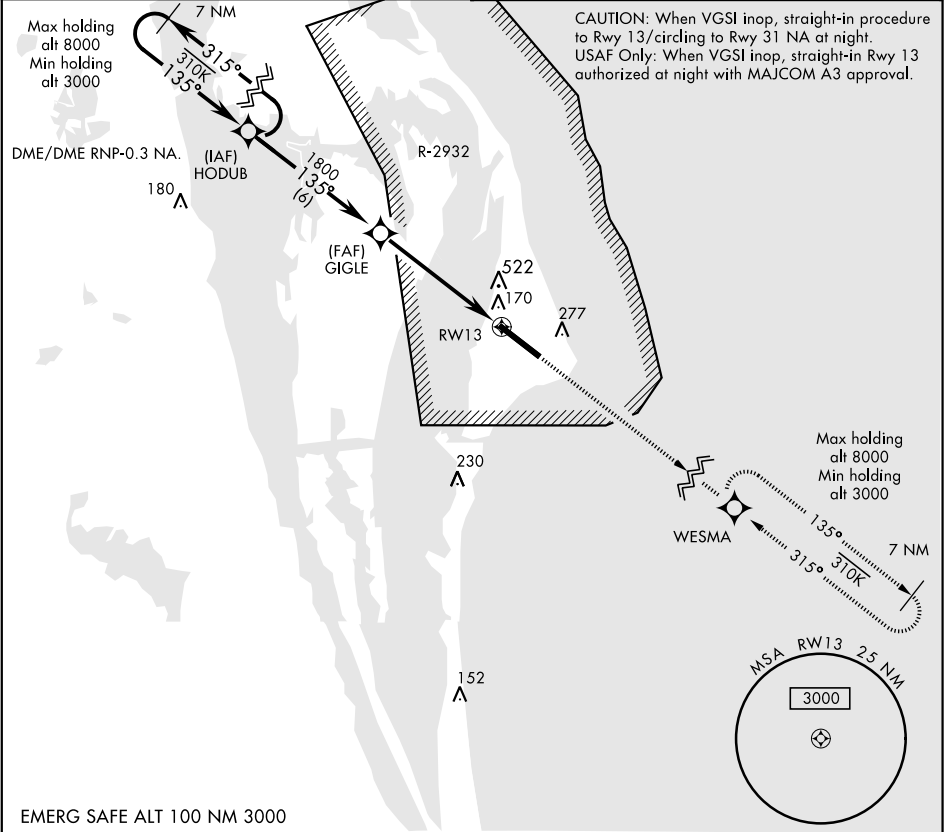 7 NM
Max holding
alt 8000
Min holding
alt 3000
315°
310K
135°
CAUTION: When VGSI inop, straight-in procedure
to Rwy 13/circling to Rwy 31 NA at night.
USAF Only: When VGSI inop, straight-in Rwy 13
authorized at night with MAJCOM A3 approval.
DME/DME RNP-0.3 NA.
(IAF)
HODUB
1800
135°
(6)
R-2932
180
(FAF)
GIGLE
522
170
277
RW13
230
Max holding
alt 8000
Min holding
alt 3000
WESMA
135°
7 NM
310K
315°
152
MSA RW13 25 NM
3000
EMERG SAFE ALT 100 NM 3000